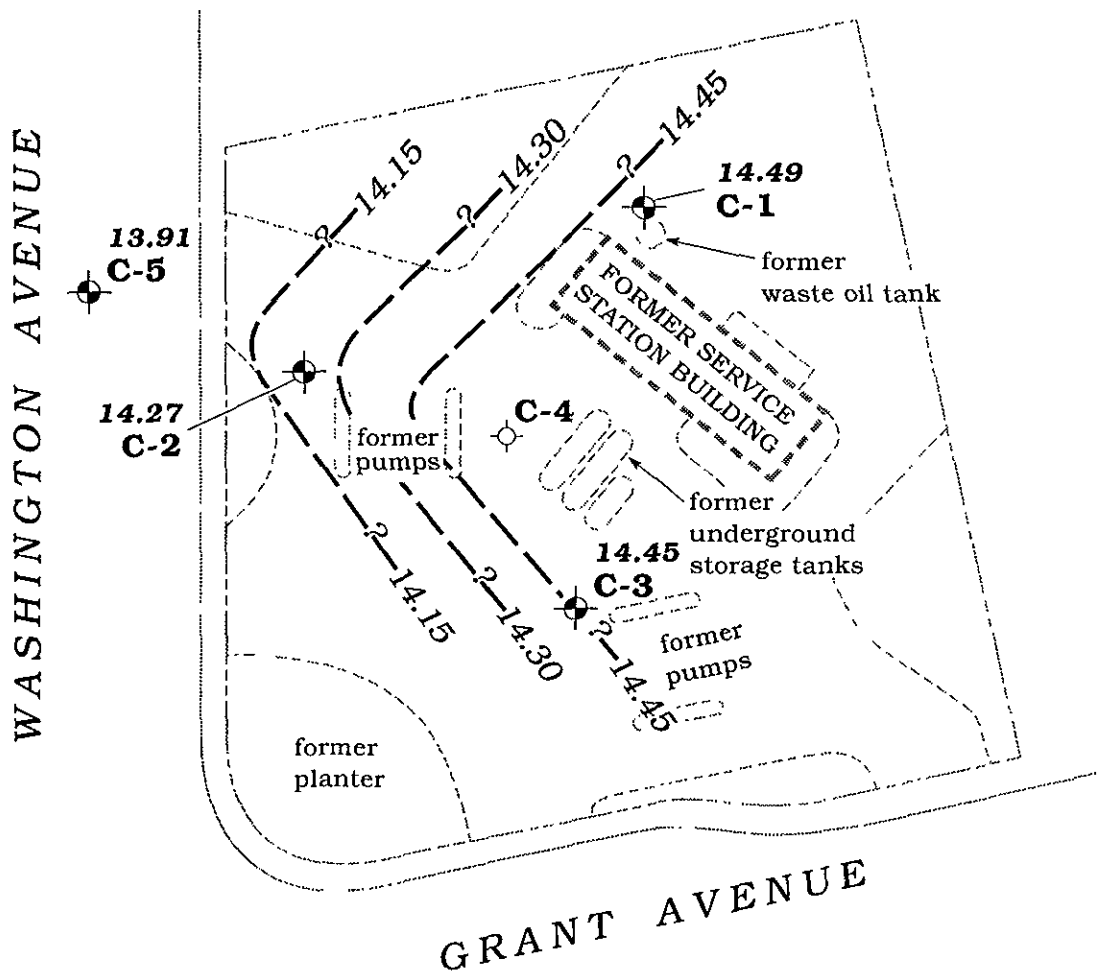 WASHINGTON AVENUE
14.15
14.30
14.45
14.49
C-1
13.91
C-5
former
waste oil tank
FORMER SERVICE
STATION BUILDING
14.27
C-2
former
pumps
C-4
former
underground
storage tanks
14.45
C-3
14.15
14.30
14.45
former
pumps
former
planter
GRANT AVENUE
?
?
?
?
?
?